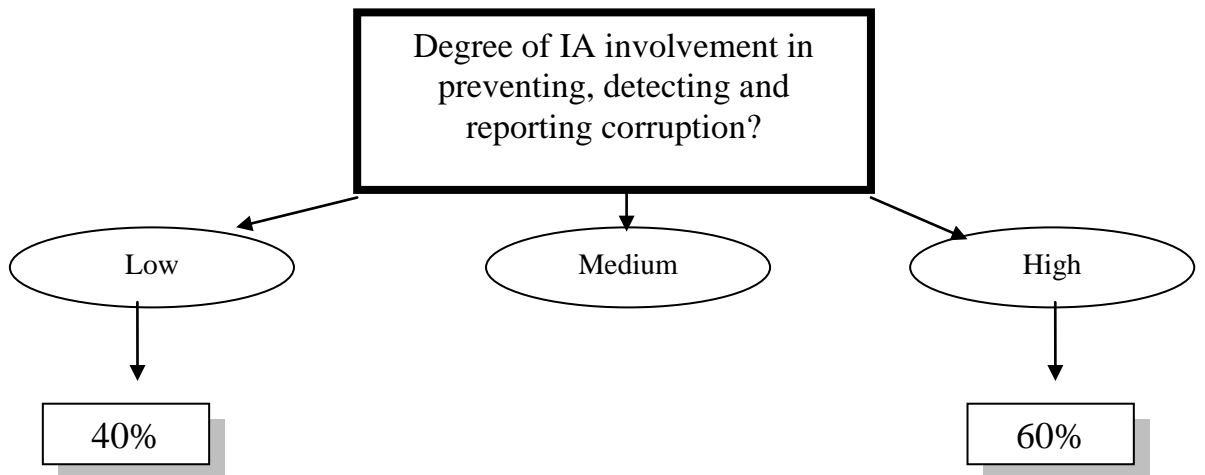 Degree of IA involvement in
preventing, detecting and
reporting corruption?
Low
Medium
High
40%
60%